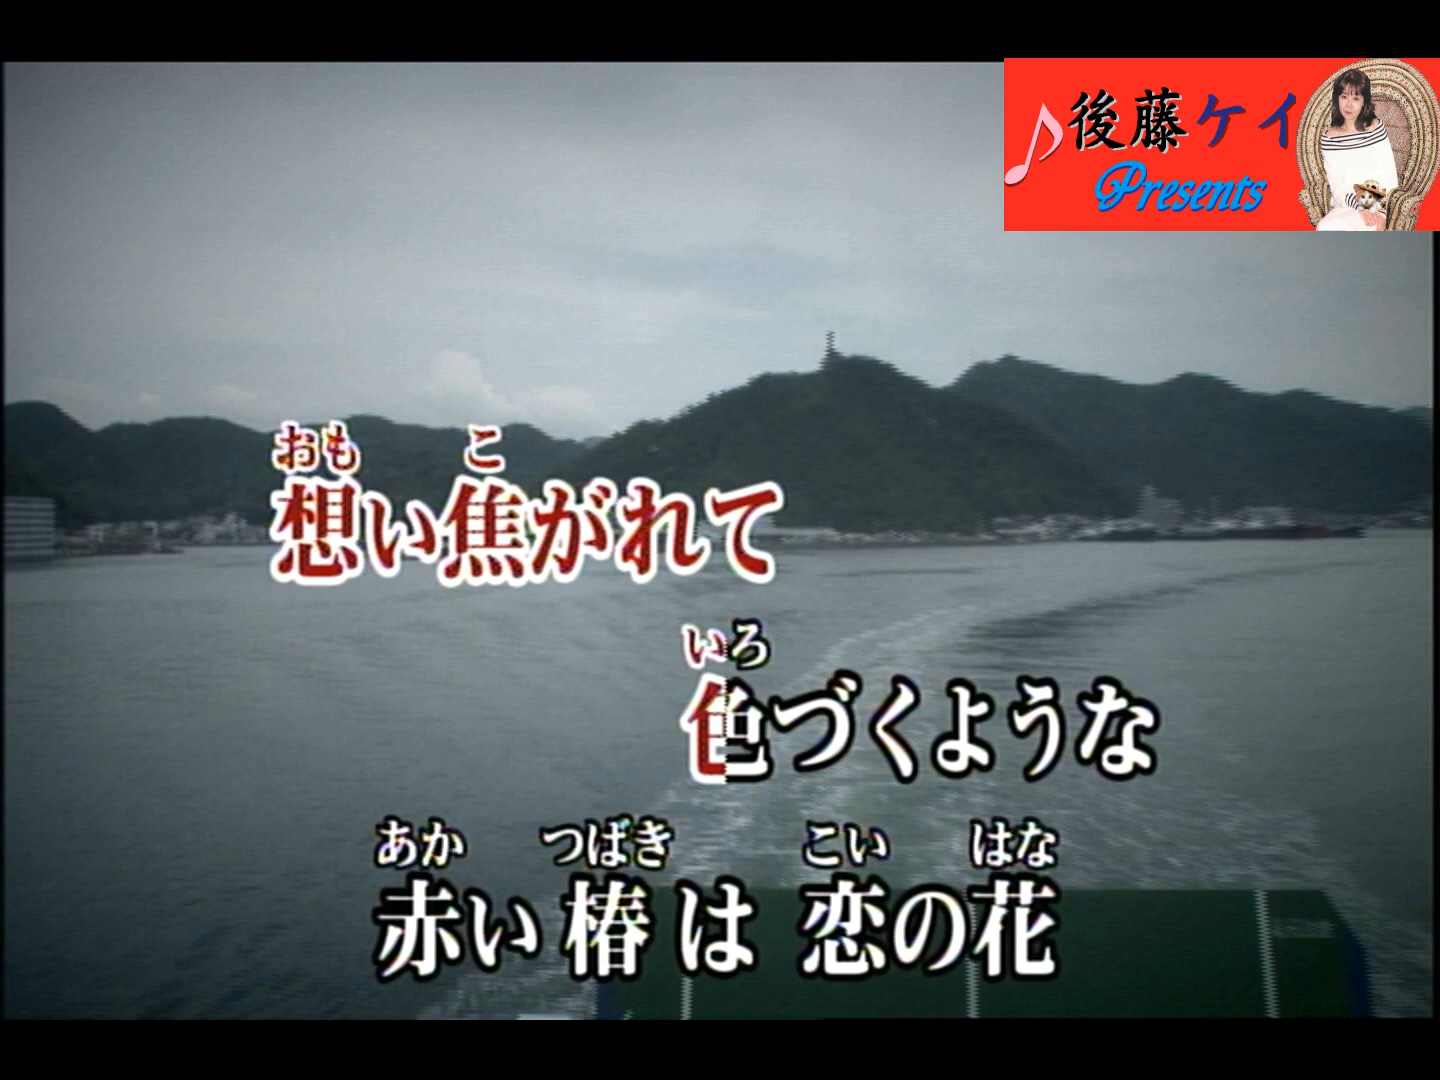 後藤ケイ
Presents
おも こ
想い焦がれて
いろ
色づくような
あか つばき こい はな
赤い椿は 恋の花